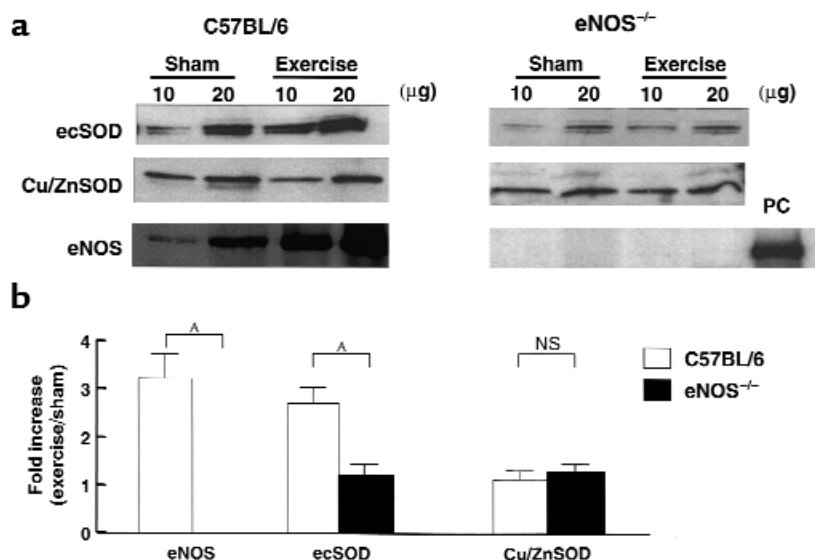 a
C57BL/6
eNOS⁻/⁻
Sham Exercise
Sham Exercise
10 20 10 20 (μg)
10 20 10 20 (μg)
ecSOD
Cu/ZnSOD
PC
eNOS
b
A
A
NS
4
3
2
1
0
Fold increase
(exercise/sham)
C57BL/6
eNOS⁻/⁻
eNOS ecSOD Cu/ZnSOD